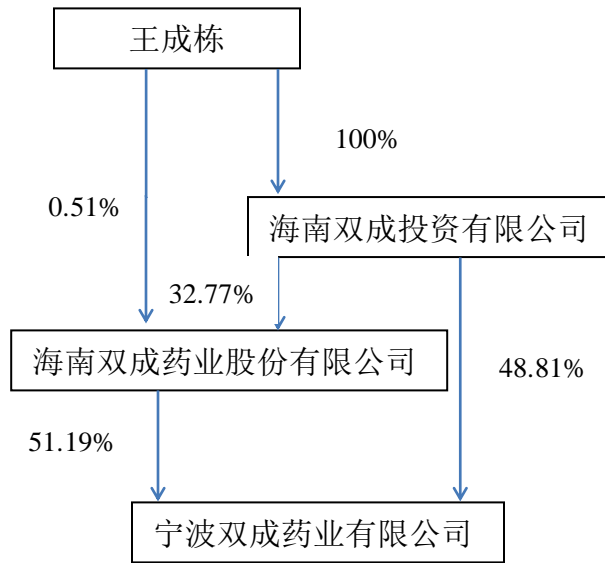 王成栋
100%
0.51%
海南双成投资有限公司
32.77%
海南双成药业股份有限公司
48.81%
51.19%
宁波双成药业有限公司